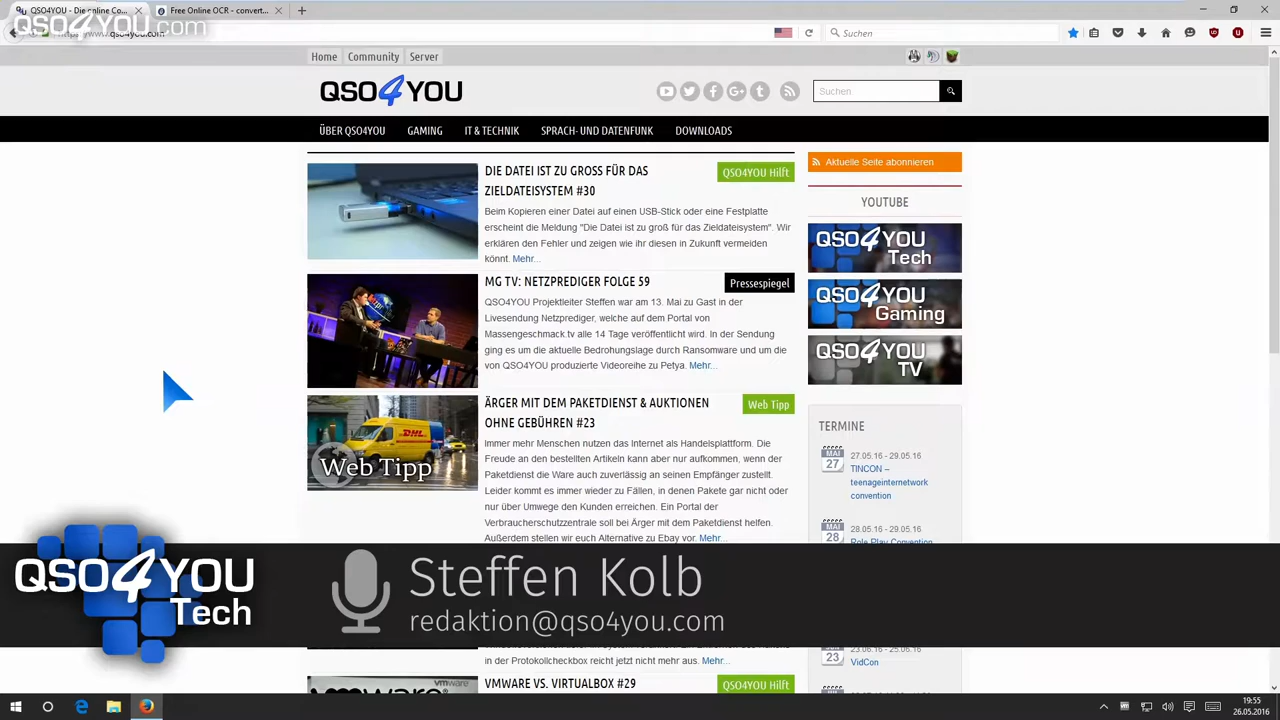 QSO4YOU - Die online Co...
Free Online OCR - convert...
QSO4YOU.com
Suchen
Home
Community
Server
QSO4YOU
Suchen
ÜBER QSO4YOU
GAMING
IT & TECHNIK
SPRACH- UND DATENFUNK
DOWNLOADS
DIE DATEI IST ZU GROSS FÜR DAS
ZIELDATEISYSTEM #30
QSO4YOU Hilft
Beim Kopieren einer Datei auf einen USB-Stick oder eine Festplatte
erscheint die Meldung "Die Datei ist zu groß für das Zieldateisystem". Wir
erklären den Fehler und zeigen wie ihr diesen in Zukunft vermeiden
könnt. Mehr...
MG TV: NETZPREDIGER FOLGE 59
Pressespiegel
QSO4YOU Projektleiter Steffen war am 13. Mai zu Gast in der
Livesendung Netzprediger, welche auf dem Portal von
Massengeschmack.tv alle 14 Tage veröffentlicht wird. In der Sendung
ging es um die aktuelle Bedrohungslage durch Ransomware und um die
von QSO4YOU produzierte Videoreihe zu Petya. Mehr...
ÄRGER MIT DEM PAKETDIENST & AUKTIONEN
OHNE GEBÜHREN #23
Web Tipp
DHL
Web Tipp
Immer mehr Menschen nutzen das Internet als Handelsplattform. Die
Freude an den bestellten Artikeln kann aber nur aufkommen, wenn der
Paketdienst die Ware auch zuverlässig an seinen Empfänger zustellt.
Leider kommt es immer wieder zu Fällen, in denen Pakete gar nicht oder
nur über Umwege den Kunden erreichen. Ein Portal der
Verbraucherschutzzentrale soll bei Ärger mit dem Paketdienst helfen.
Außerdem stellen wir euch Alternative zu Ebay vor. Mehr...
Aktuelle Seite abonnieren
YOUTUBE
QSO4YOU
Tech
QSO4YOU
Gaming
QSO4YOU
TV
TERMINE
MAI
27
27.05.16 - 29.05.16
TINCON –
teenageinternetwork
convention
MAI
28
28.05.16 - 29.05.16
Role Play Convention
QSO4YOU
Tech
Steffen Kolb
redaktion@qso4you.com
23
23.06.16 - 25.06.16
VidCon
in der Protokollcheckbox reicht jetzt nicht mehr aus. Mehr...
VMWARE VS. VIRTUALBOX #29
QSO4YOU Hilft
vmware
19:55
26.05.2016